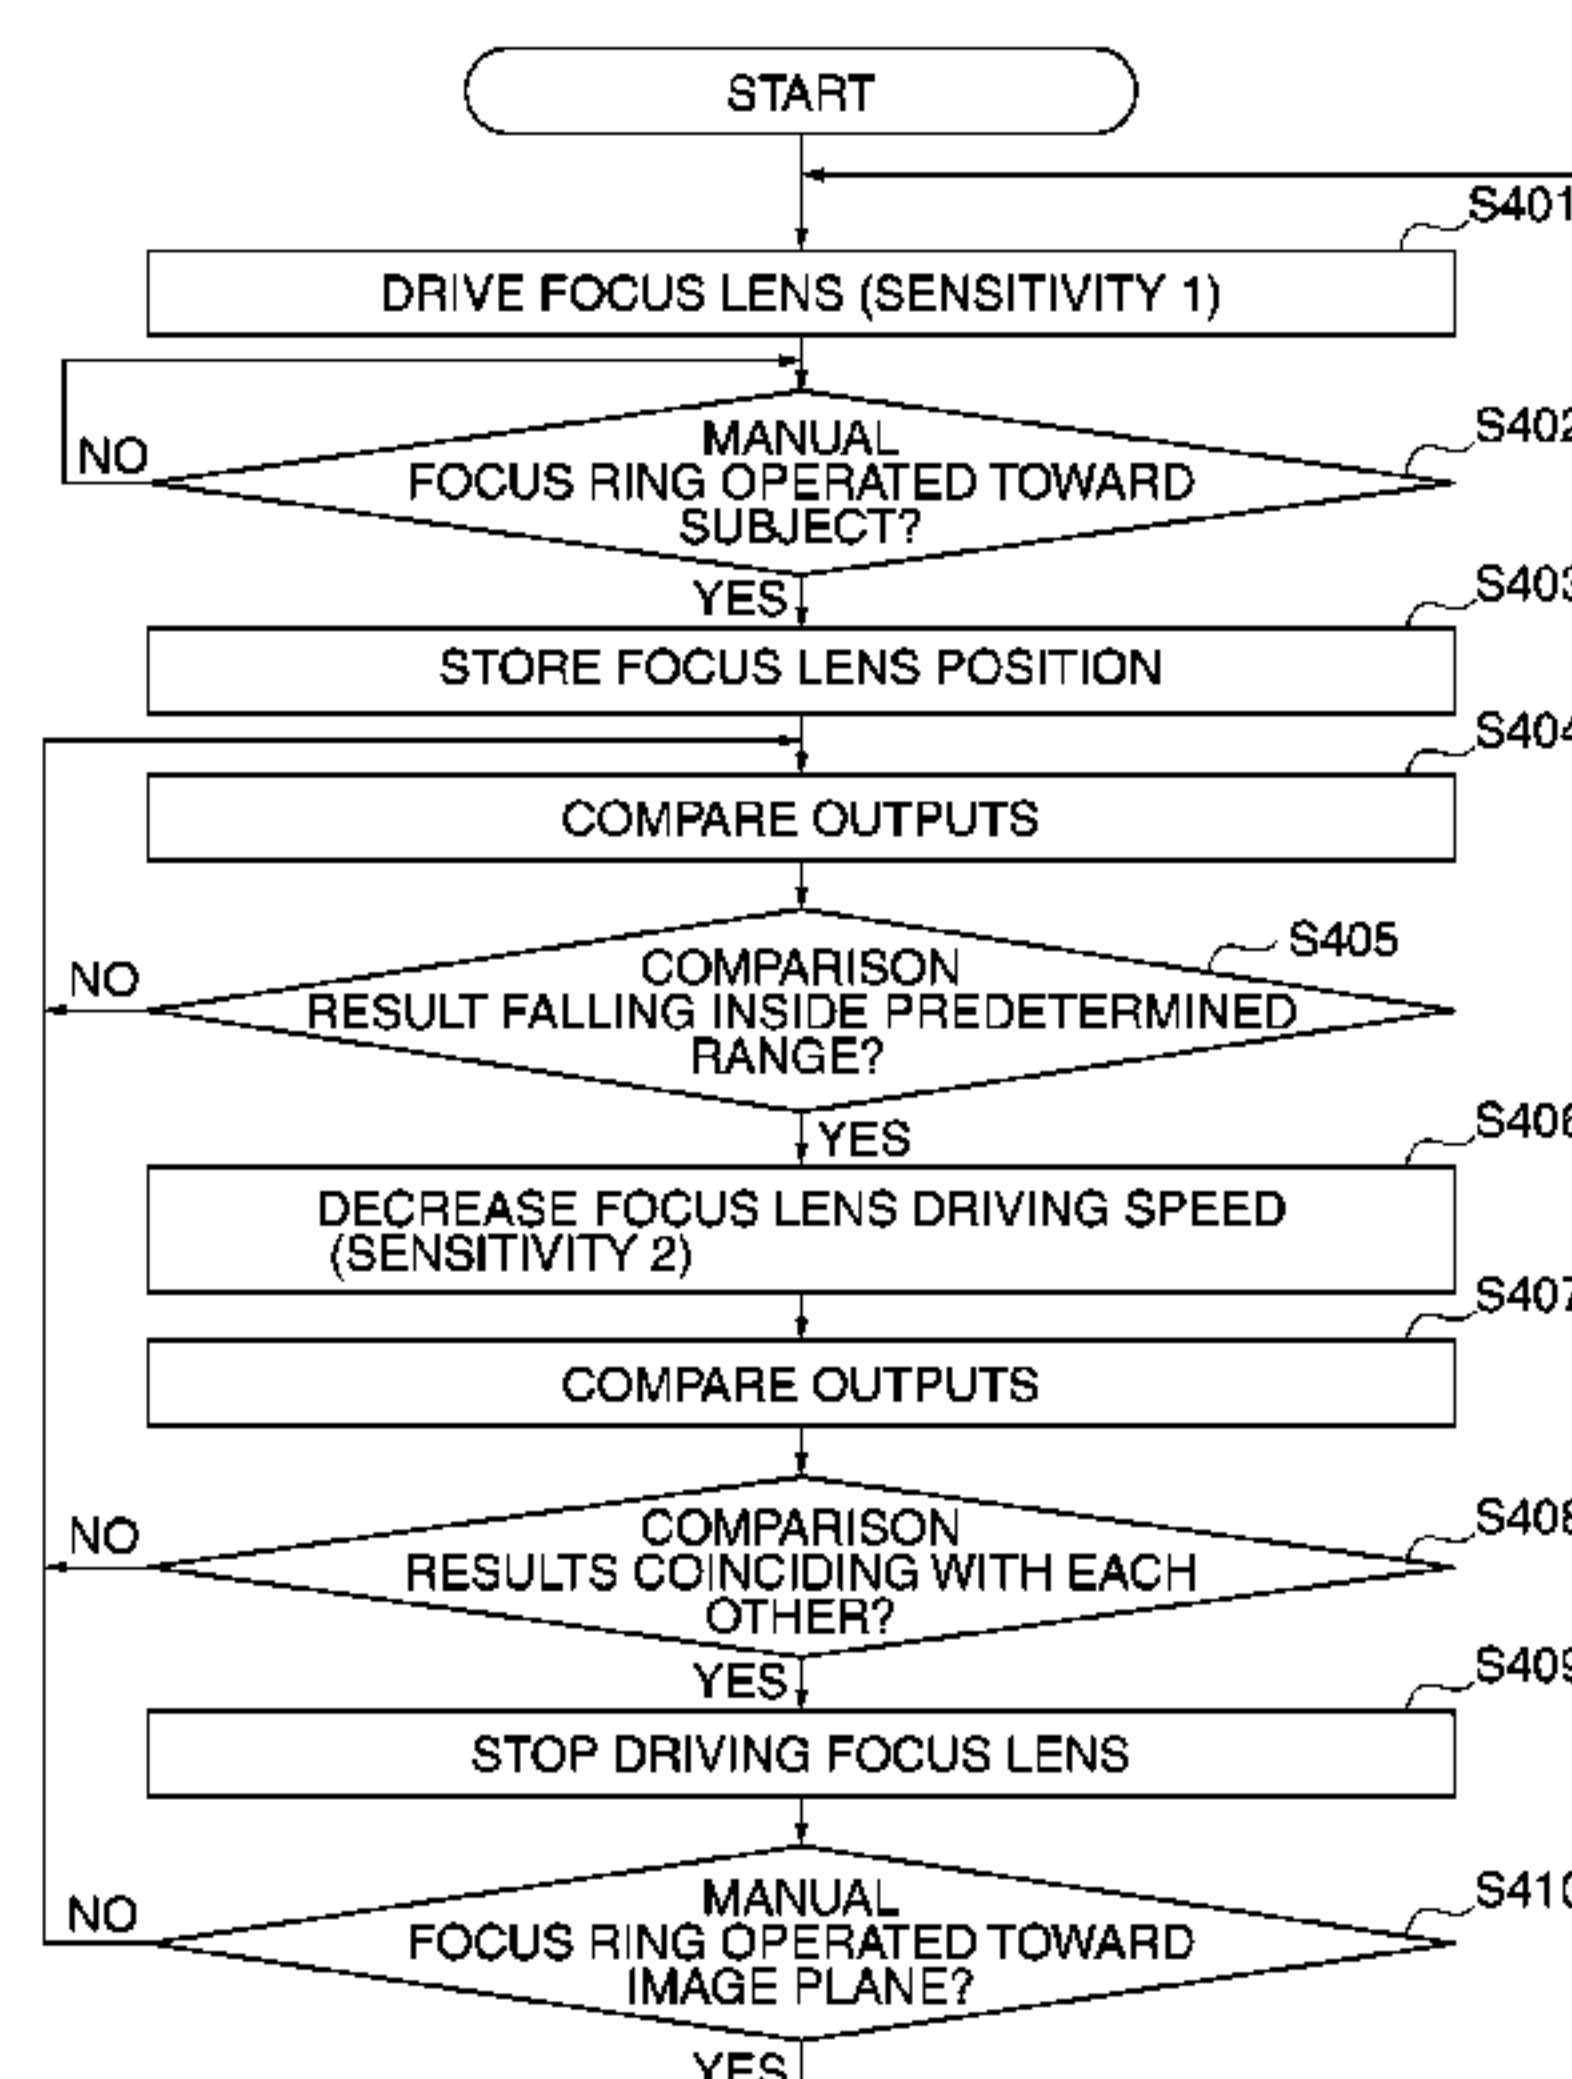 START
S401
DRIVE FOCUS LENS (SENSITIVITY 1)
NO
MANUAL
FOCUS RING OPERATED TOWARD
SUBJECT?
S402
YES
S403
STORE FOCUS LENS POSITION
S404
COMPARE OUTPUTS
NO
COMPARISON
RESULT FALLING INSIDE PREDETERMINED
RANGE?
S405
YES
S406
DECREASE FOCUS LENS DRIVING SPEED
(SENSITIVITY 2)
S407
COMPARE OUTPUTS
NO
COMPARISON
RESULTS COINCIDING WITH EACH
OTHER?
S408
YES
S409
STOP DRIVING FOCUS LENS
NO
MANUAL
FOCUS RING OPERATED TOWARD
IMAGE PLANE?
S410
YES